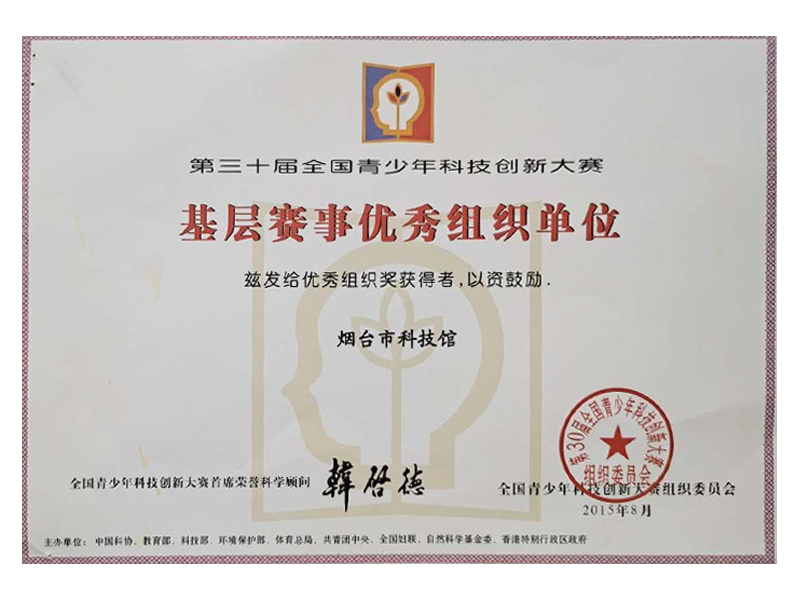 第三十届全国青少年科技创新大赛
基层赛事优秀组织单位
兹发给优秀组织奖获得者,以资鼓励.
烟台市科技馆
第30届全国青少年科技创新大赛
组织委员会
全国青少年科技创新大赛首席荣誉科学顾问 韩启德
全国青少年科技创新大赛组织委员会
2015年8月
主办单位: 中国科协、教育部、科技部、环境保护部、体育总局、共青团中央、全国妇联、自然科学基金委、香港特别行政区政府